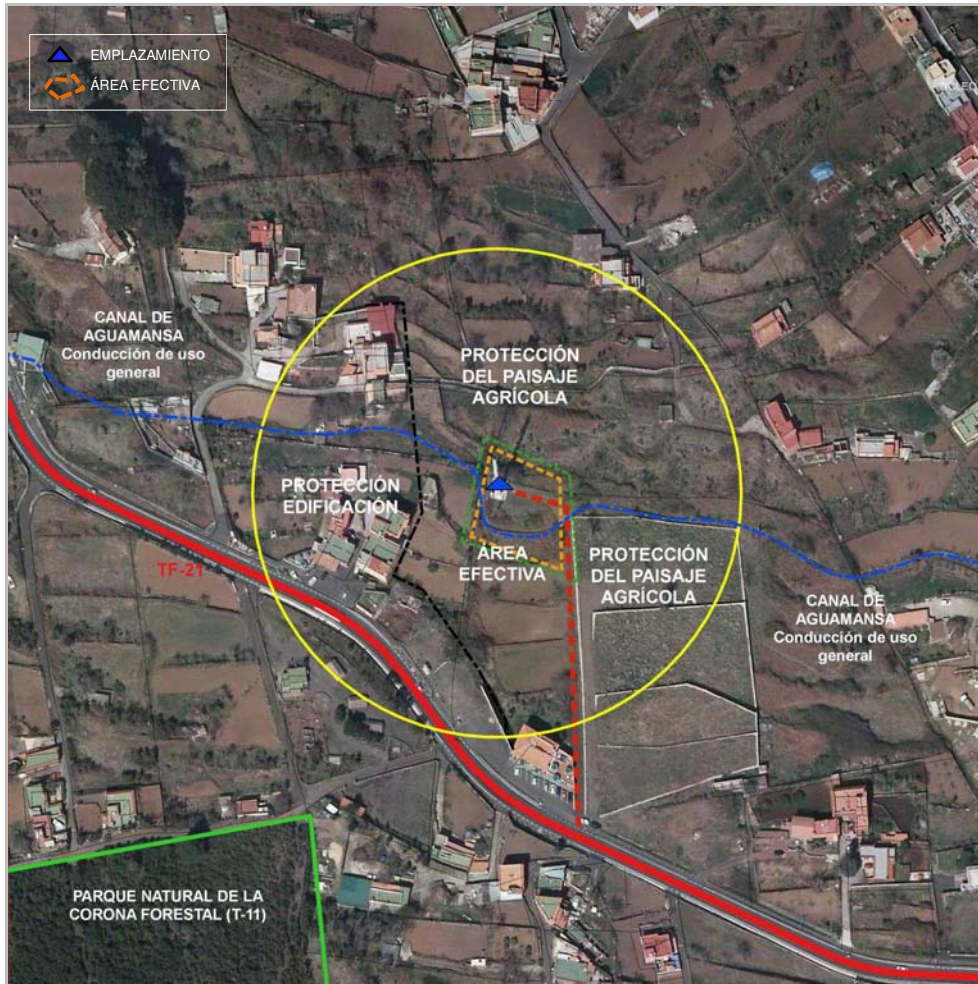 EMPLAZAMIENTO
ÁREA EFECTIVA
CANAL DE
AGUAMANSA
Conducción de uso
general
PROTECCIÓN
DEL PAISAJE
AGRÍCOLA
PROTECCIÓN
EDIFICACIÓN
TF-21
ÁREA
EFECTIVA
PROTECCIÓN
DEL PAISAJE
AGRÍCOLA
CANAL DE
AGUAMANSA
Conducción de uso
general
PARQUE NATURAL DE LA
CORONA FORESTAL (T-11)